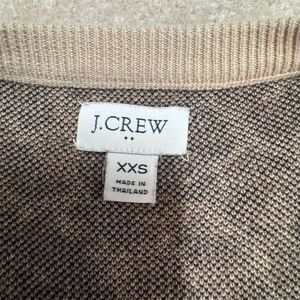 J.CREW
XXS
MADE IN
THAILAND